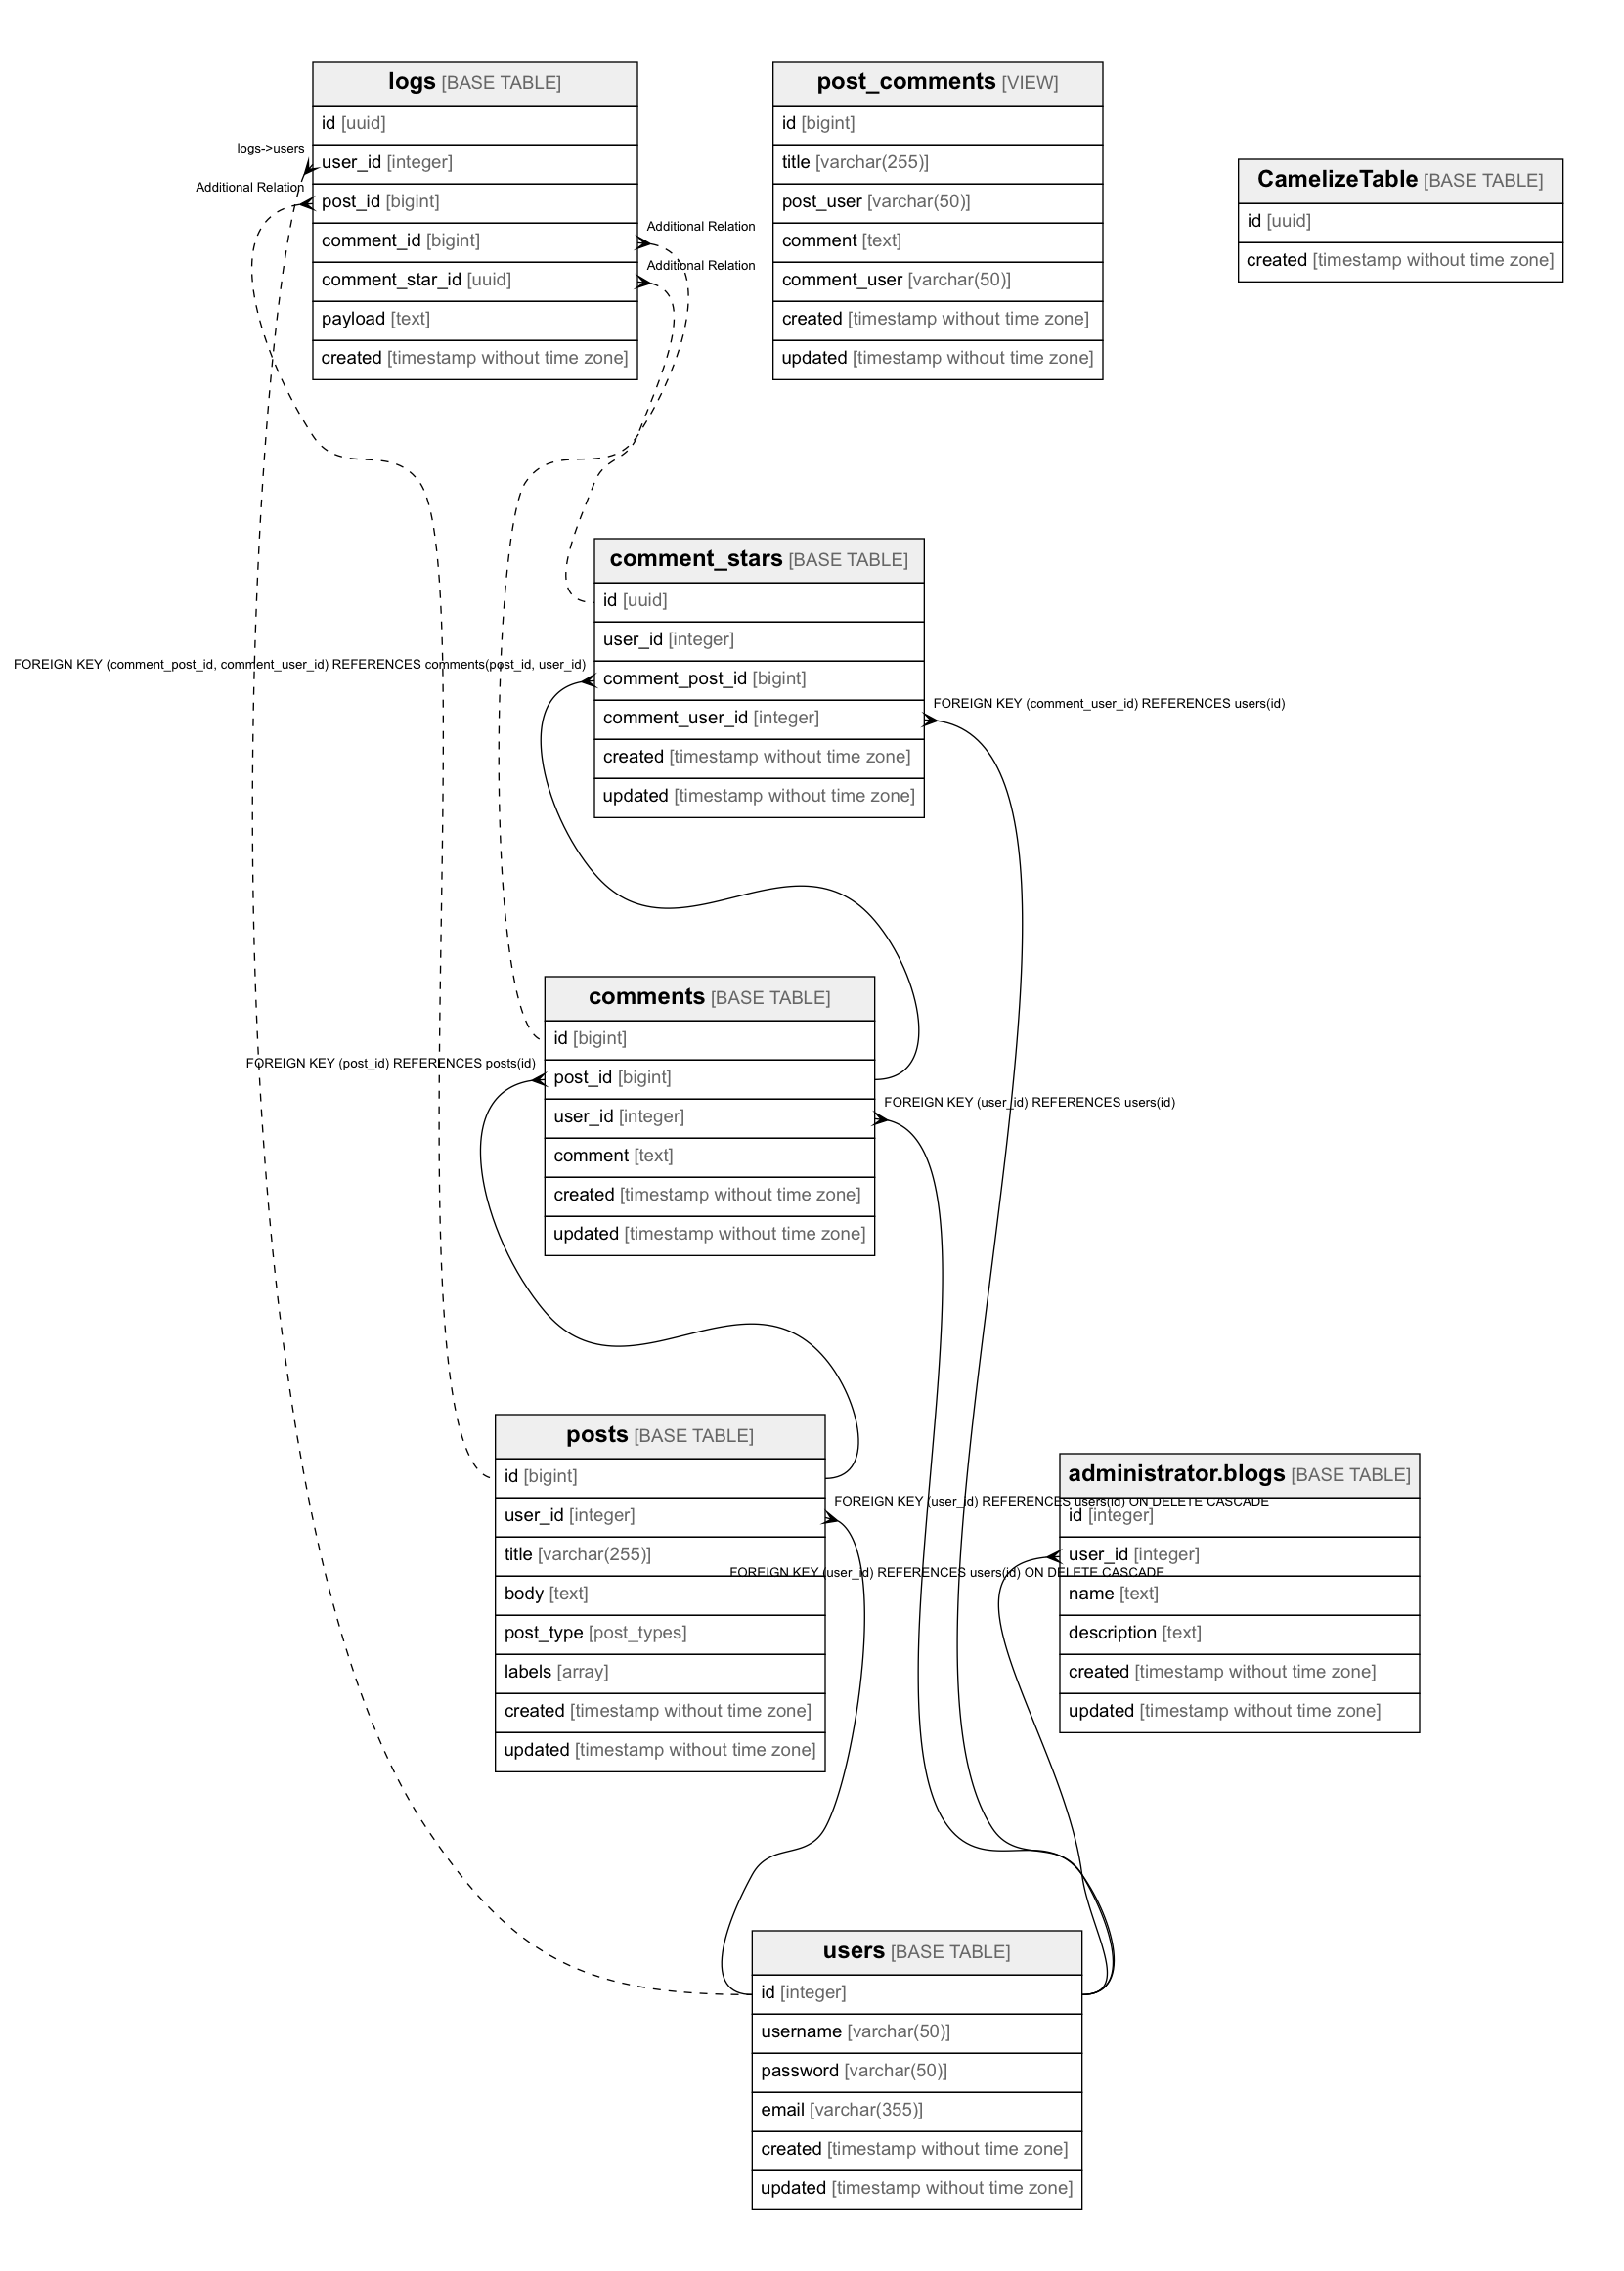 logs [BASE TABLE]
id [uuid]
logs->users
user_id [integer]
Additional Relation
post_id [bigint]
comment_id [bigint]
Additional Relation
comment_star_id [uuid]
Additional Relation
payload [text]
created [timestamp without time zone]
post_comments [VIEW]
id [bigint]
title [varchar(255)]
post_user [varchar(50)]
comment [text]
comment_user [varchar(50)]
created [timestamp without time zone]
updated [timestamp without time zone]
CamelizeTable [BASE TABLE]
id [uuid]
created [timestamp without time zone]
comment_stars [BASE TABLE]
id [uuid]
user_id [integer]
FOREIGN KEY (comment_post_id, comment_user_id) REFERENCES comments(post_id, user_id)
comment_post_id [bigint]
comment_user_id [integer]
FOREIGN KEY (comment_user_id) REFERENCES users(id)
created [timestamp without time zone]
updated [timestamp without time zone]
comments [BASE TABLE]
id [bigint]
FOREIGN KEY (post_id) REFERENCES posts(id)
post_id [bigint]
user_id [integer]
FOREIGN KEY (user_id) REFERENCES users(id)
comment [text]
created [timestamp without time zone]
updated [timestamp without time zone]
posts [BASE TABLE]
id [bigint]
user_id [integer]
FOREIGN KEY (user_id) REFERENCES users(id) ON DELETE CASCADE
title [varchar(255)]
body [text]
post_type [post_types]
labels [array]
created [timestamp without time zone]
updated [timestamp without time zone]
administrator.blogs [BASE TABLE]
id [integer]
user_id [integer]
FOREIGN KEY (user_id) REFERENCES users(id) ON DELETE CASCADE
name [text]
description [text]
created [timestamp without time zone]
updated [timestamp without time zone]
users [BASE TABLE]
id [integer]
username [varchar(50)]
password [varchar(50)]
email [varchar(355)]
created [timestamp without time zone]
updated [timestamp without time zone]